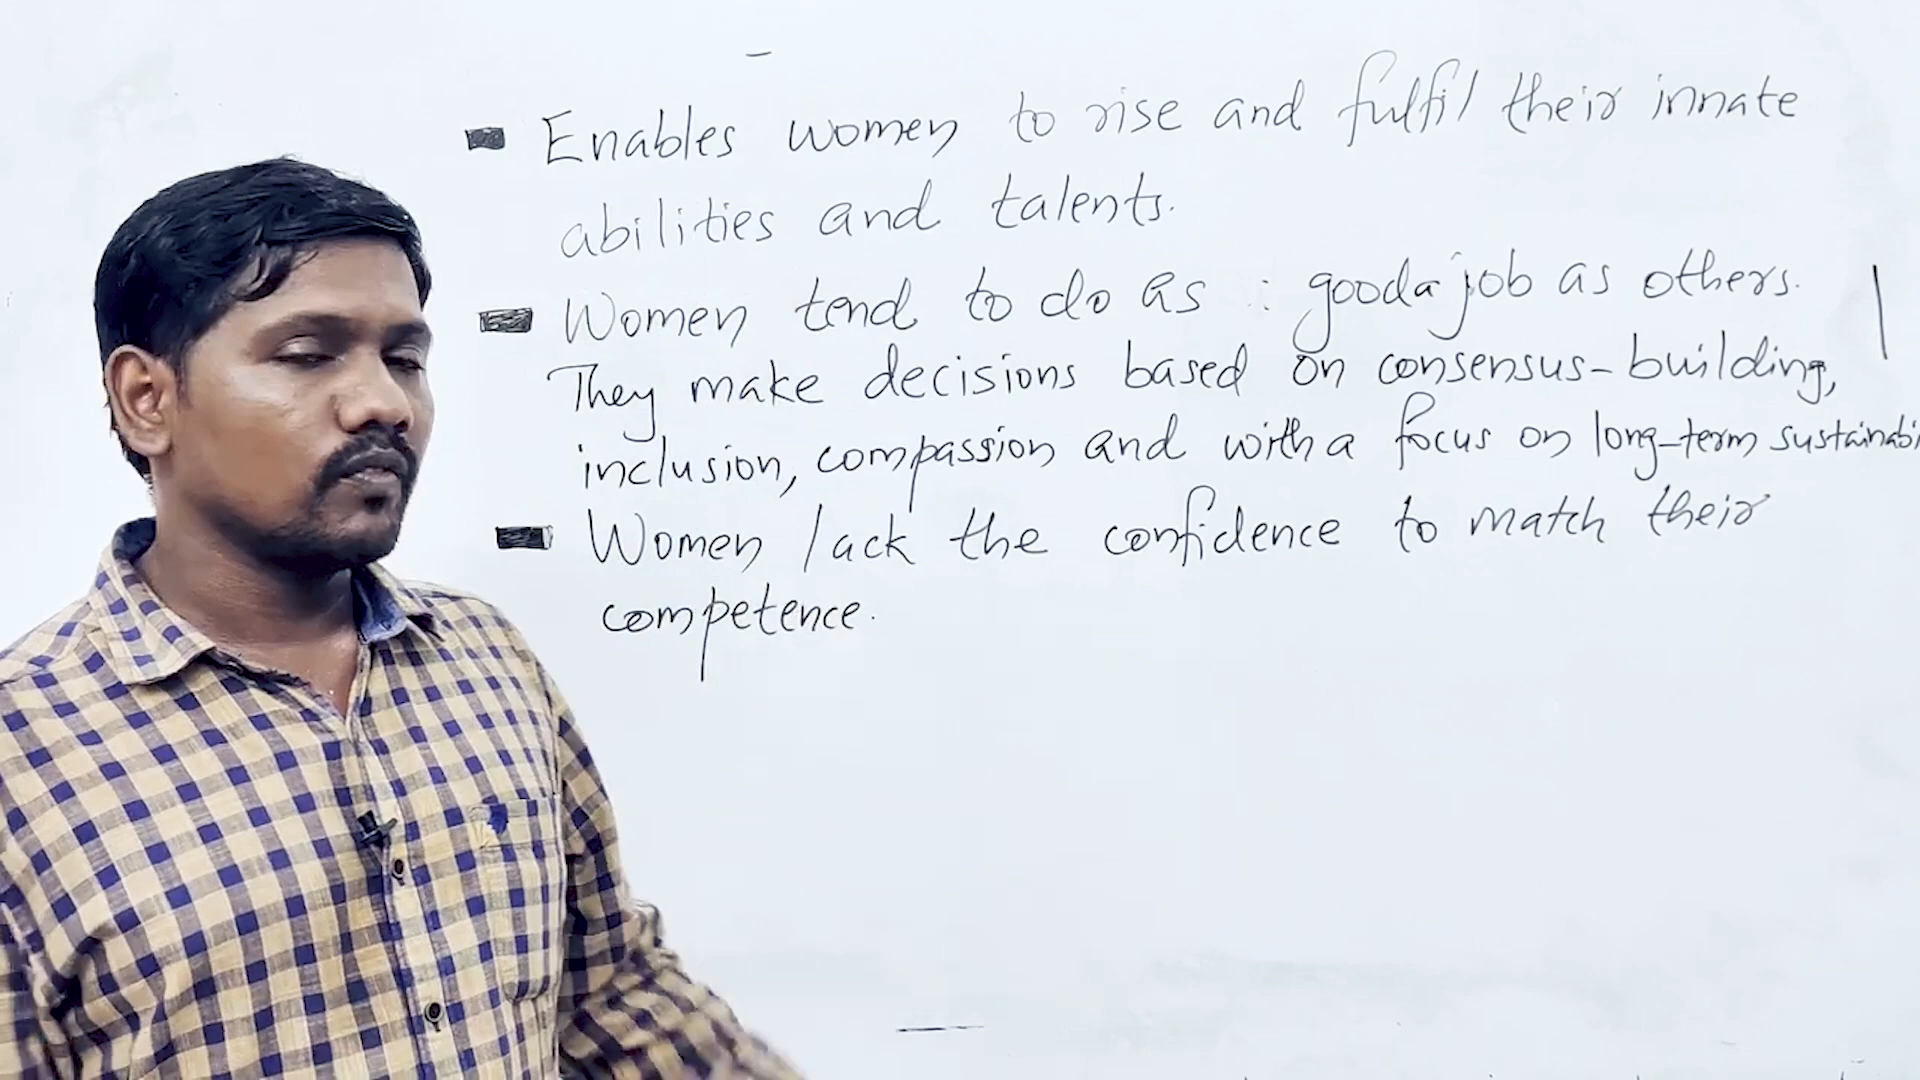 Enables women to rise and fulfil their innate
abilities and talents.
Women tend to do as : good a job as others.
They make decisions based on consensus-building,
inclusion, compassion and with a focus on long-term sustainabi
Women lack the confidence to match their
competence.